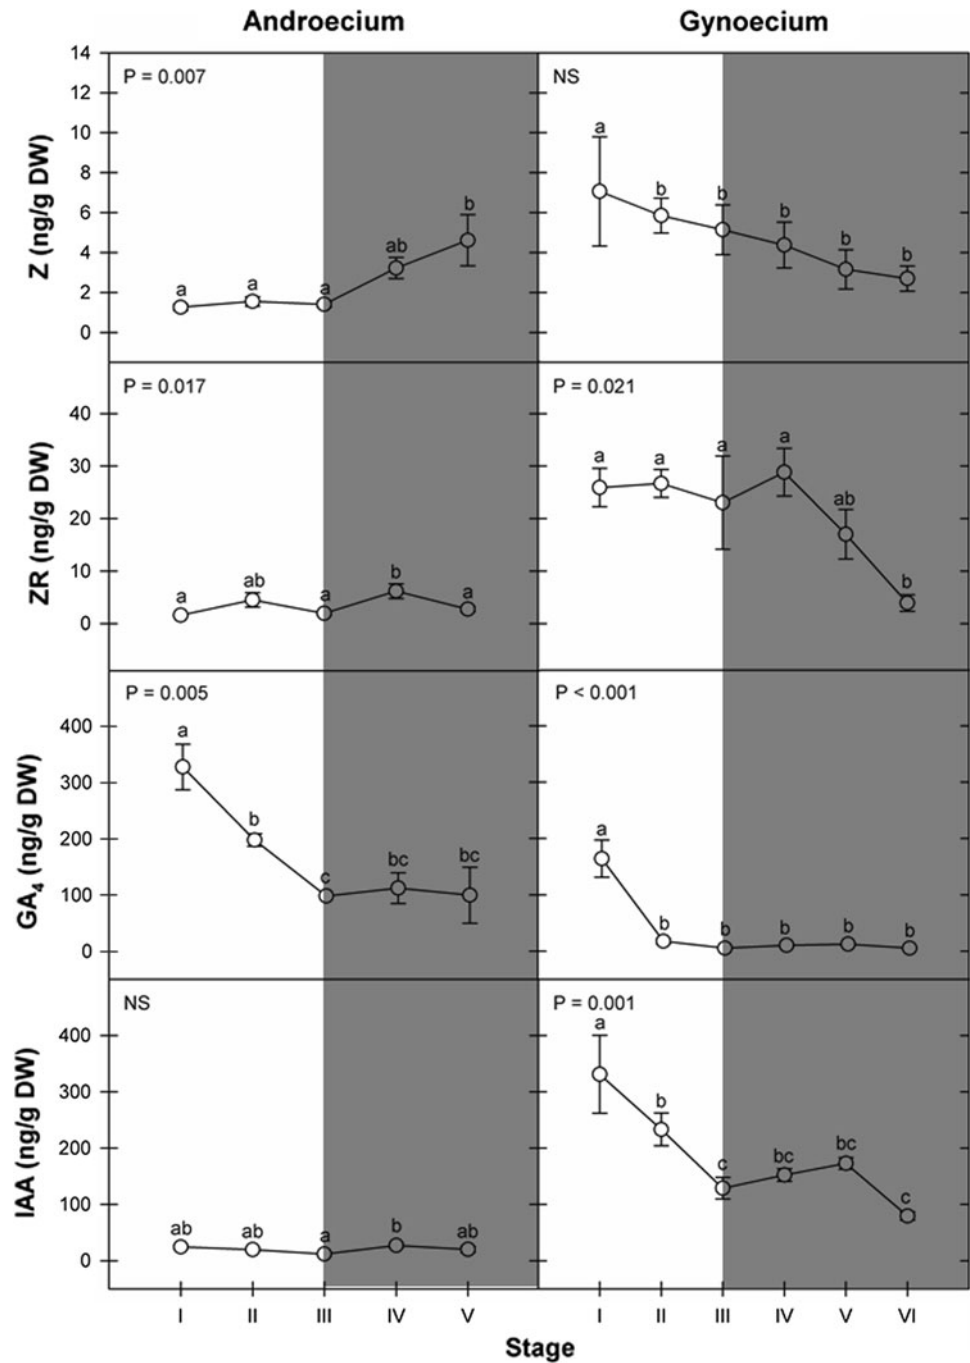 Androecium Gynoecium
Z (ng/g DW)
14
12
10
8
6
4
2
0
P = 0.007
a a a ab b
NS
a b b b b b
ZR (ng/g DW)
40
30
20
10
0
P = 0.017
a ab a b a
P = 0.021
a a a a ab b
GA4 (ng/g DW)
400
300
200
100
0
P = 0.005
a b c bc bc
P < 0.001
a b b b b b
IAA (ng/g DW)
400
300
200
100
0
NS
ab ab a b ab
P = 0.001
a b c bc bc c
I II III IV V I II III IV V VI
Stage